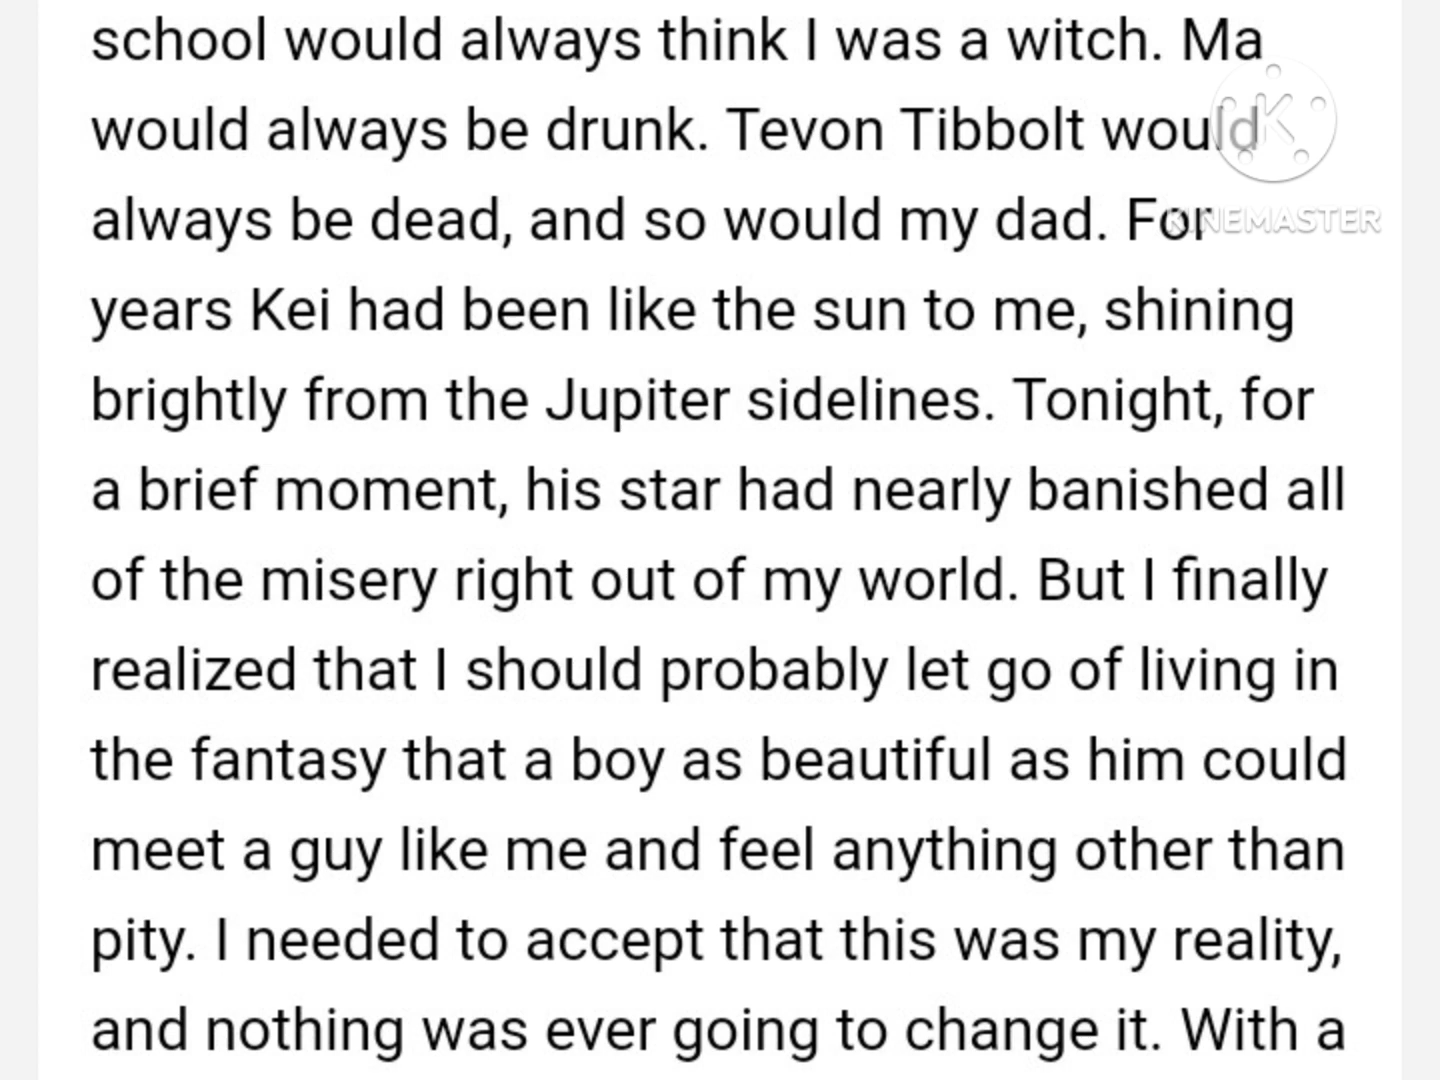 school would always think I was a witch. Ma
would always be drunk. Tevon Tibbolt would
always be dead, and so would my dad. For
KINEMASTER
years Kei had been like the sun to me, shining
brightly from the Jupiter sidelines. Tonight, for
a brief moment, his star had nearly banished all
of the misery right out of my world. But I finally
realized that I should probably let go of living in
the fantasy that a boy as beautiful as him could
meet a guy like me and feel anything other than
pity. I needed to accept that this was my reality,
and nothing was ever going to change it. With a